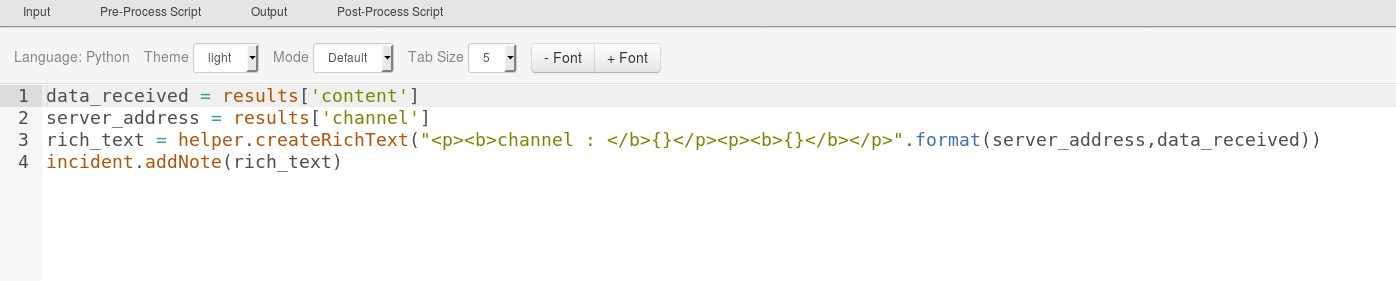 Input Pre-Process Script Output Post-Process Script
Language: Python Theme light Mode Default Tab Size 5 - Font + Font
1 data_received = results['content']
2 server_address = results['channel']
3 rich_text = helper.createRichText("<p><b>channel : </b>{}</p><p><b>{}</b></p>".format(server_address,data_received))
4 incident.addNote(rich_text)